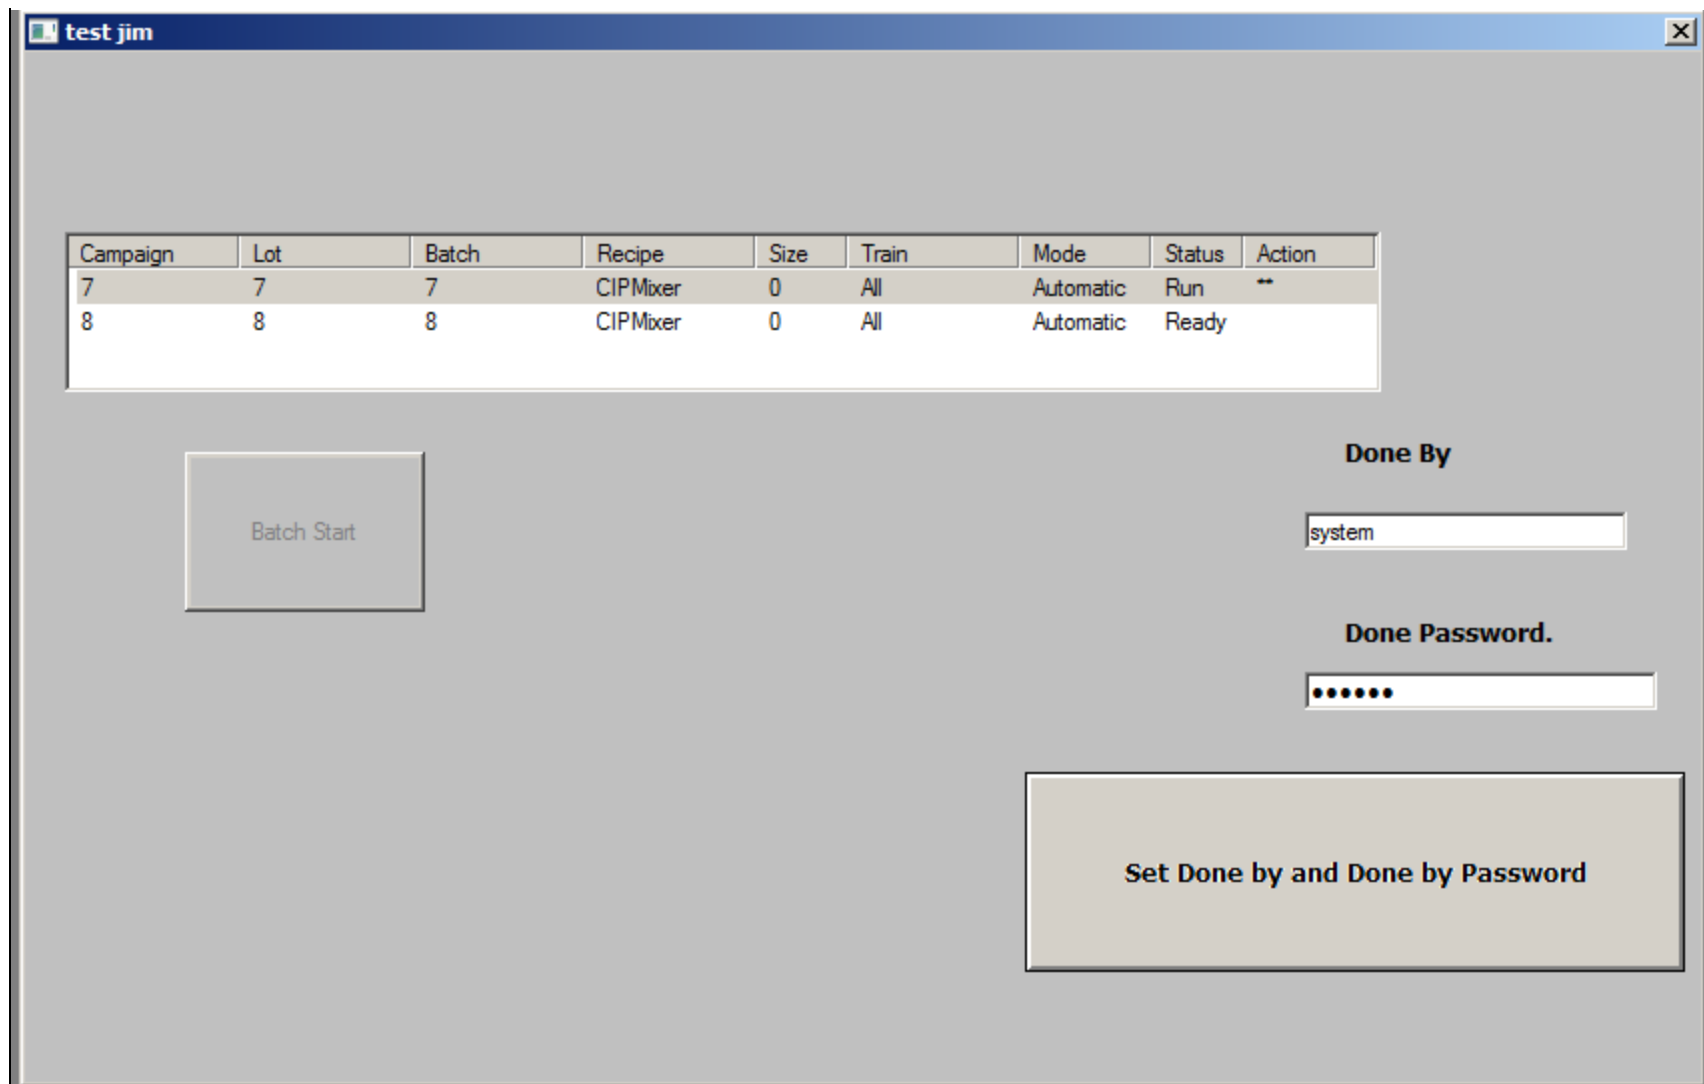 test jim
Campaign Lot Batch Recipe Size Train Mode Status Action
7 7 7 CIPMixer 0 All Automatic Run **
8 8 8 CIPMixer 0 All Automatic Ready
Batch Start
Done By
system
Done Password.
••••••
Set Done by and Done by Password